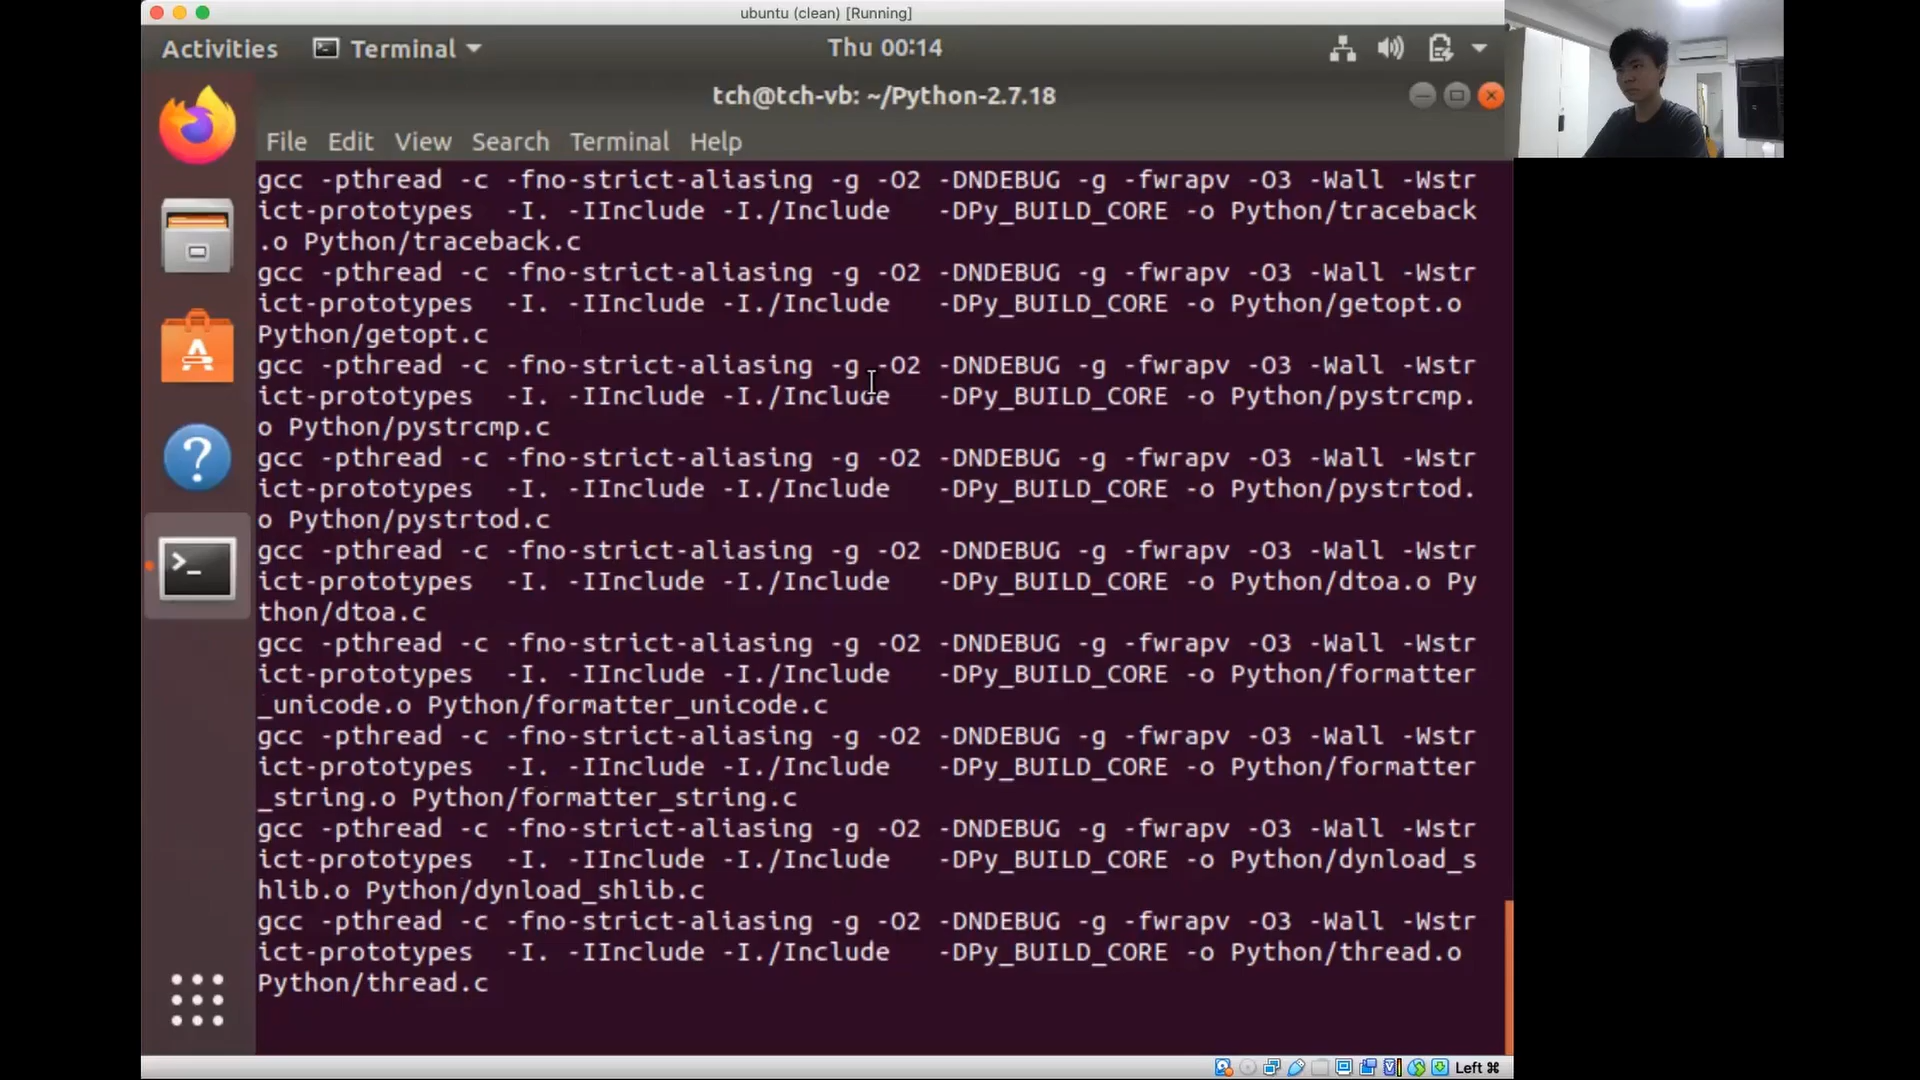 ubuntu (clean) [Running]
Activities
Terminal
Thu 00:14
tch@tch-vb: ~/Python-2.7.18
File Edit View Search Terminal Help
gcc -pthread -c -fno-strict-aliasing -g -O2 -DNDEBUG -g -fwrapv -O3 -Wall -Wstr
ict-prototypes  -I. -IInclude -I./Include   -DPy_BUILD_CORE -o Python/traceback
.o Python/traceback.c
gcc -pthread -c -fno-strict-aliasing -g -O2 -DNDEBUG -g -fwrapv -O3 -Wall -Wstr
ict-prototypes  -I. -IInclude -I./Include   -DPy_BUILD_CORE -o Python/getopt.o
Python/getopt.c
gcc -pthread -c -fno-strict-aliasing -g -O2 -DNDEBUG -g -fwrapv -O3 -Wall -Wstr
ict-prototypes  -I. -IInclude -I./Include   -DPy_BUILD_CORE -o Python/pystrcmp.
o Python/pystrcmp.c
gcc -pthread -c -fno-strict-aliasing -g -O2 -DNDEBUG -g -fwrapv -O3 -Wall -Wstr
ict-prototypes  -I. -IInclude -I./Include   -DPy_BUILD_CORE -o Python/pystrtod.
o Python/pystrtod.c
gcc -pthread -c -fno-strict-aliasing -g -O2 -DNDEBUG -g -fwrapv -O3 -Wall -Wstr
ict-prototypes  -I. -IInclude -I./Include   -DPy_BUILD_CORE -o Python/dtoa.o Py
thon/dtoa.c
gcc -pthread -c -fno-strict-aliasing -g -O2 -DNDEBUG -g -fwrapv -O3 -Wall -Wstr
ict-prototypes  -I. -IInclude -I./Include   -DPy_BUILD_CORE -o Python/formatter
_unicode.o Python/formatter_unicode.c
gcc -pthread -c -fno-strict-aliasing -g -O2 -DNDEBUG -g -fwrapv -O3 -Wall -Wstr
ict-prototypes  -I. -IInclude -I./Include   -DPy_BUILD_CORE -o Python/formatter
_string.o Python/formatter_string.c
gcc -pthread -c -fno-strict-aliasing -g -O2 -DNDEBUG -g -fwrapv -O3 -Wall -Wstr
ict-prototypes  -I. -IInclude -I./Include   -DPy_BUILD_CORE -o Python/dynload_s
hlib.o Python/dynload_shlib.c
gcc -pthread -c -fno-strict-aliasing -g -O2 -DNDEBUG -g -fwrapv -O3 -Wall -Wstr
ict-prototypes  -I. -IInclude -I./Include   -DPy_BUILD_CORE -o Python/thread.o
Python/thread.c
Left ⌘